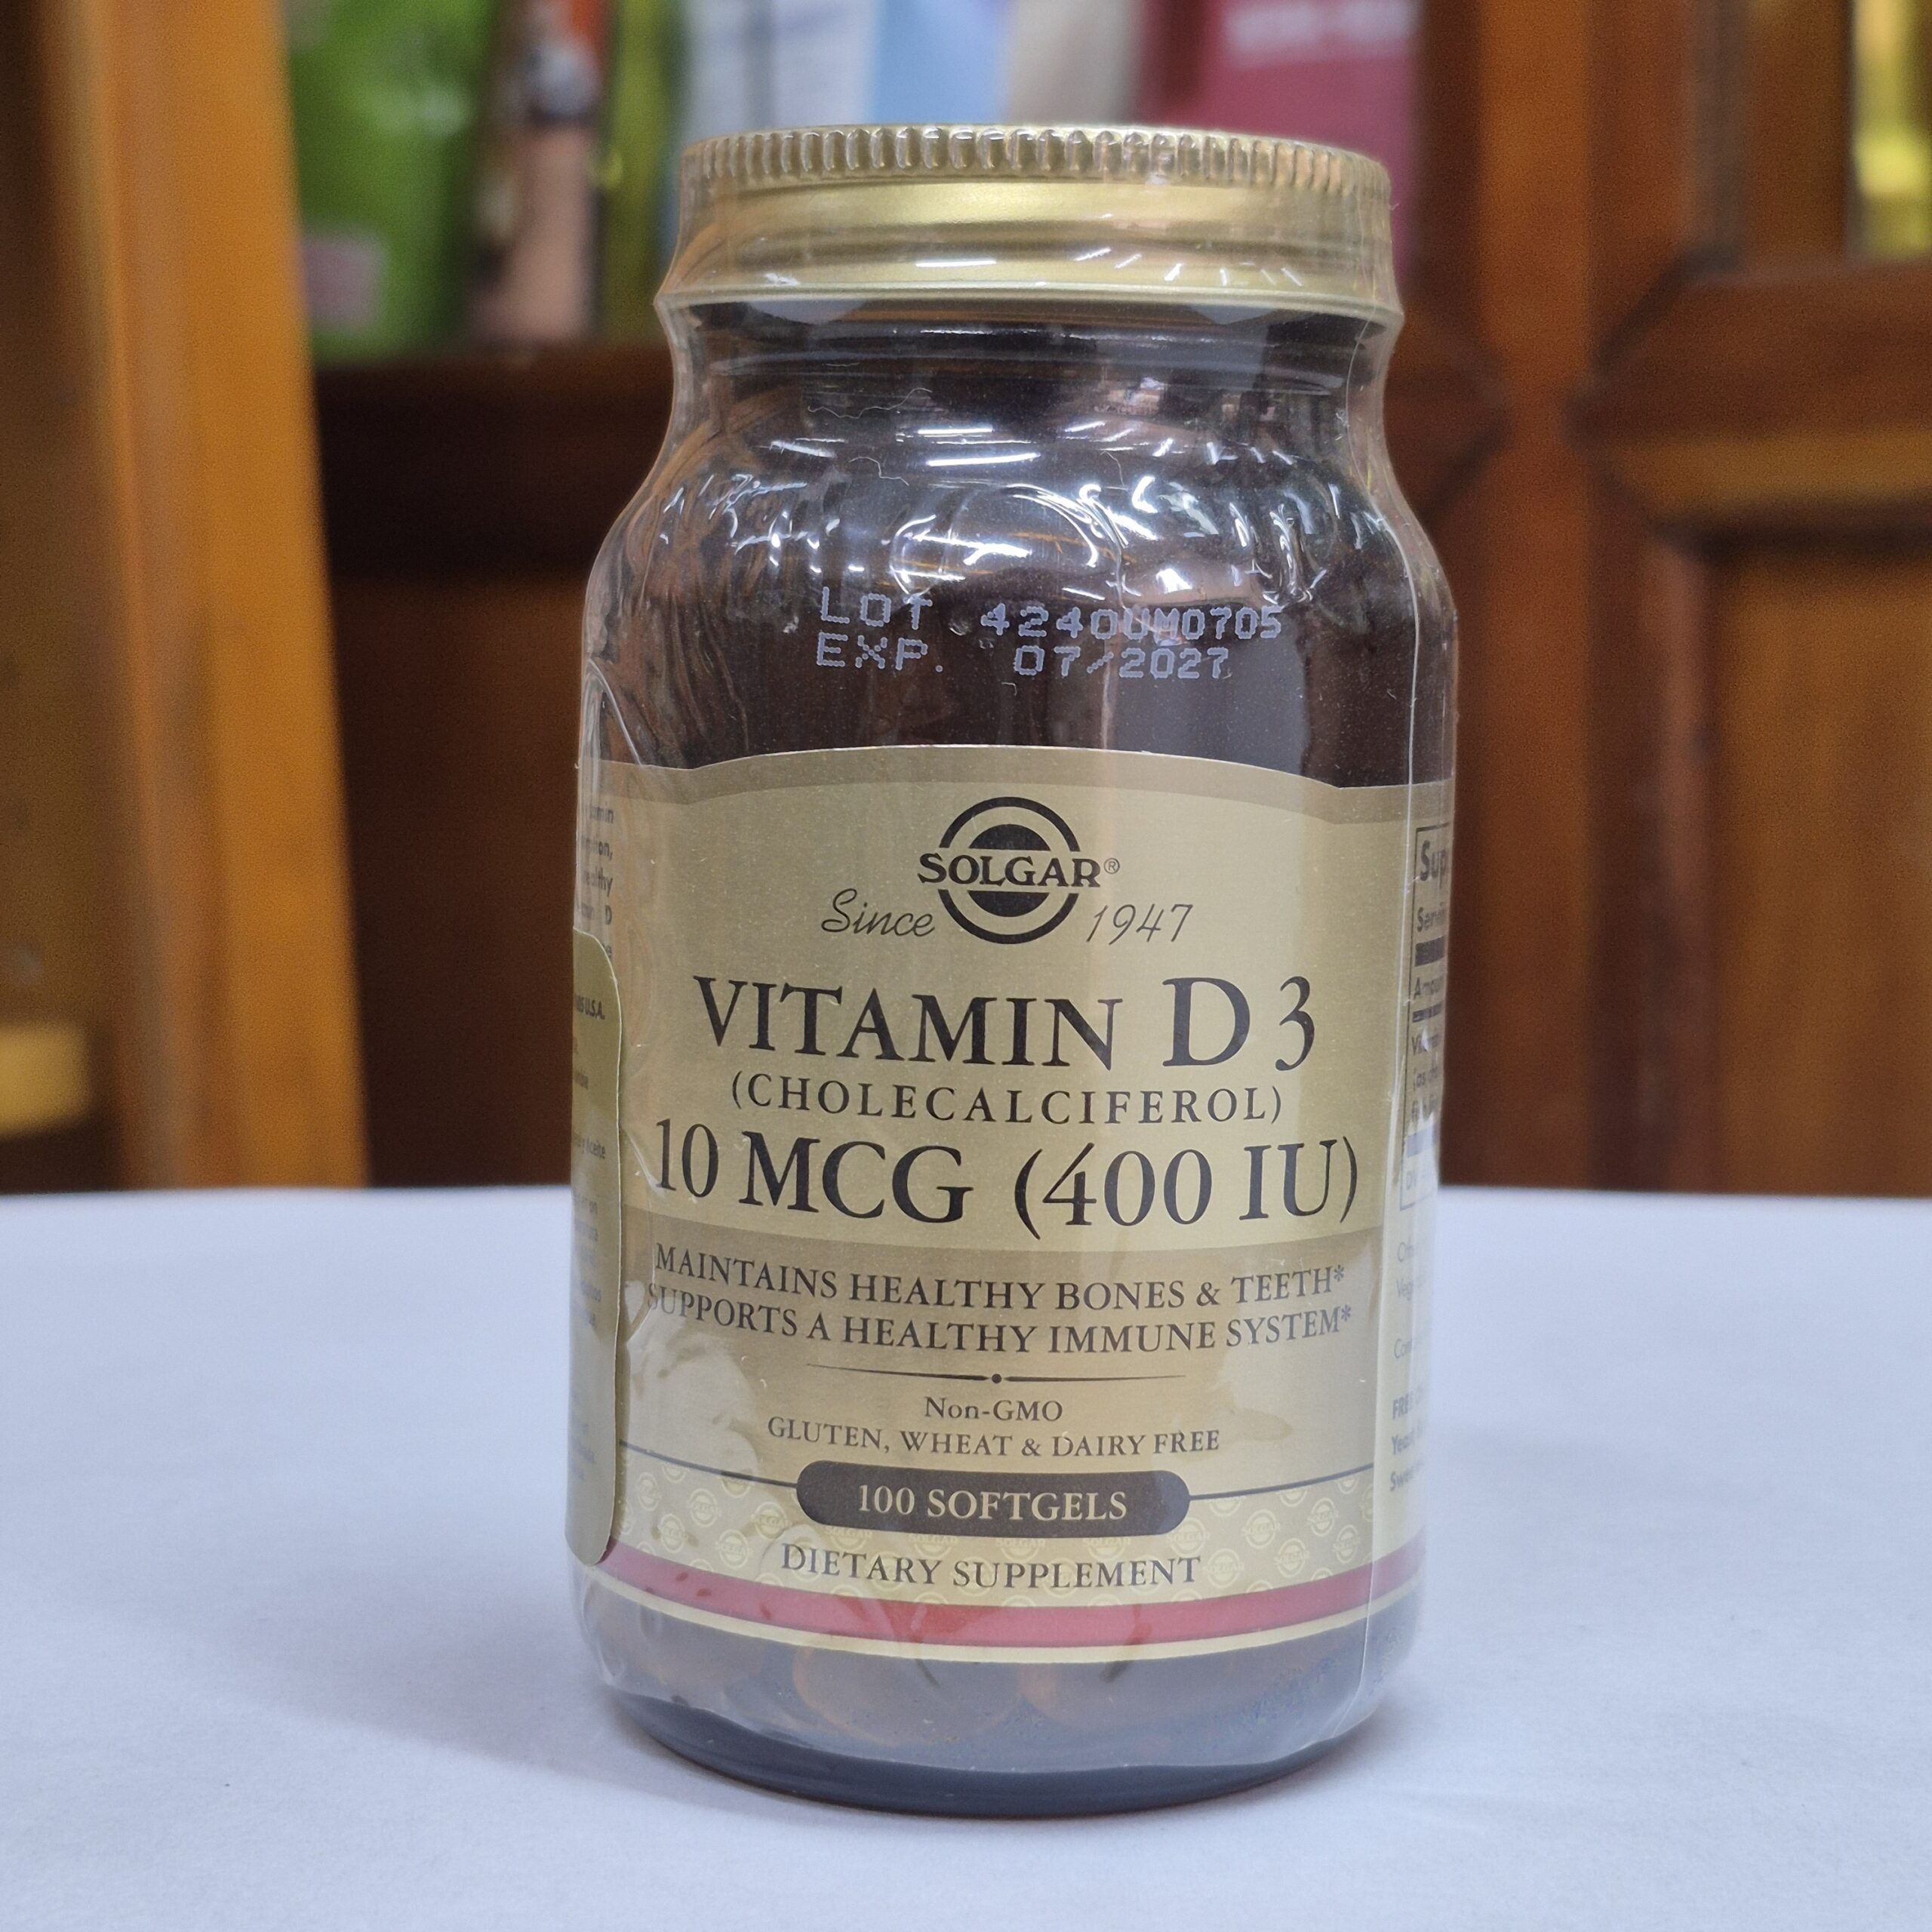 LOT 4240UM0705
EXP. 07/2027
SOLGAR®
Since 1947
VITAMIN D3
(CHOLECALCIFEROL)
10 MCG (400 IU)
MAINTAINS HEALTHY BONES & TEETH*
SUPPORTS A HEALTHY IMMUNE SYSTEM*
Non-GMO
GLUTEN, WHEAT & DAIRY FREE
100 SOFTGELS
DIETARY SUPPLEMENT
U.S.A.
D